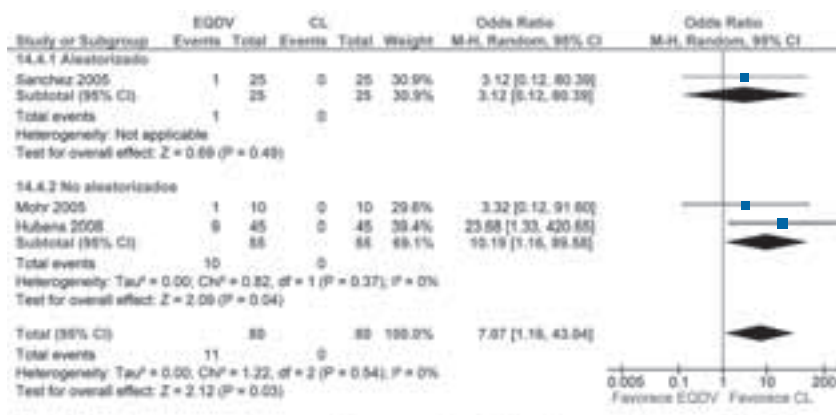 EQDV CL Odds Ratio Odds Ratio
Study or Subgroup Events Total Events Total Weight M-H, Random, 95% CI M-H, Random, 95% CI
14.4.1 Aleatorizado
Sanchez 2005 1 25 0 25 30.9% 3.12 [0.12, 80.39]
Subtotal (95% CI) 25 25 30.9% 3.12 [0.12, 80.39]
Total events 1 0
Heterogeneity: Not applicable
Test for overall effect: Z = 0.69 (P = 0.49)
14.4.2 No aleatorizados
Mohr 2005 1 10 0 10 29.6% 3.32 [0.12, 91.60]
Hubens 2008 9 45 0 45 39.4% 23.68 [1.33, 420.65]
Subtotal (95% CI) 55 55 69.1% 10.19 [1.16, 89.58]
Total events 10 0
Heterogeneity: Tau² = 0.00; Chi² = 0.82, df = 1 (P = 0.37); I² = 0%
Test for overall effect: Z = 2.09 (P = 0.04)
Total (95% CI) 80 80 100.0% 7.07 [1.16, 43.04]
Total events 11 0
Heterogeneity: Tau² = 0.00; Chi² = 1.22, df = 2 (P = 0.54); I² = 0%
Test for overall effect: Z = 2.12 (P = 0.03)
0.005 0.1 1 10 200
Favorece EQDV Favorece CL